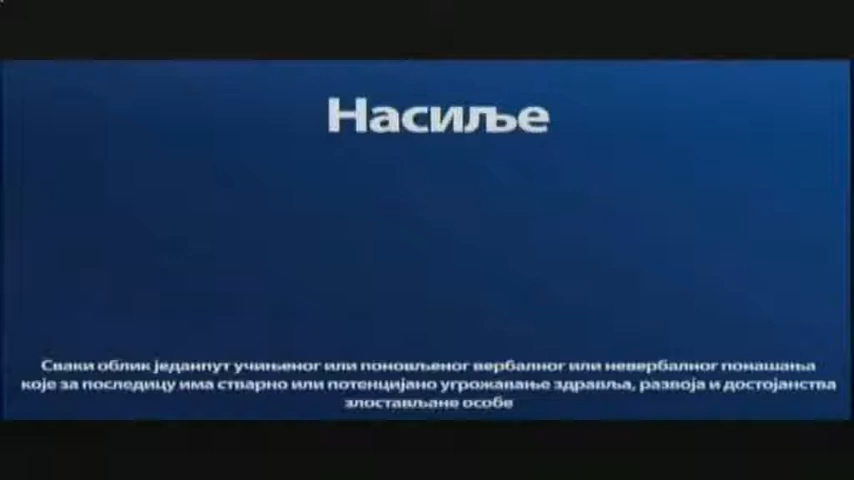 Насиље
Сваки облик једанпут учињеног или поновљеног вербалног или невербалног понашања
које за последицу има стварно или потенцијано угрожавање здравља, развоја и достојанства
злостављане особе